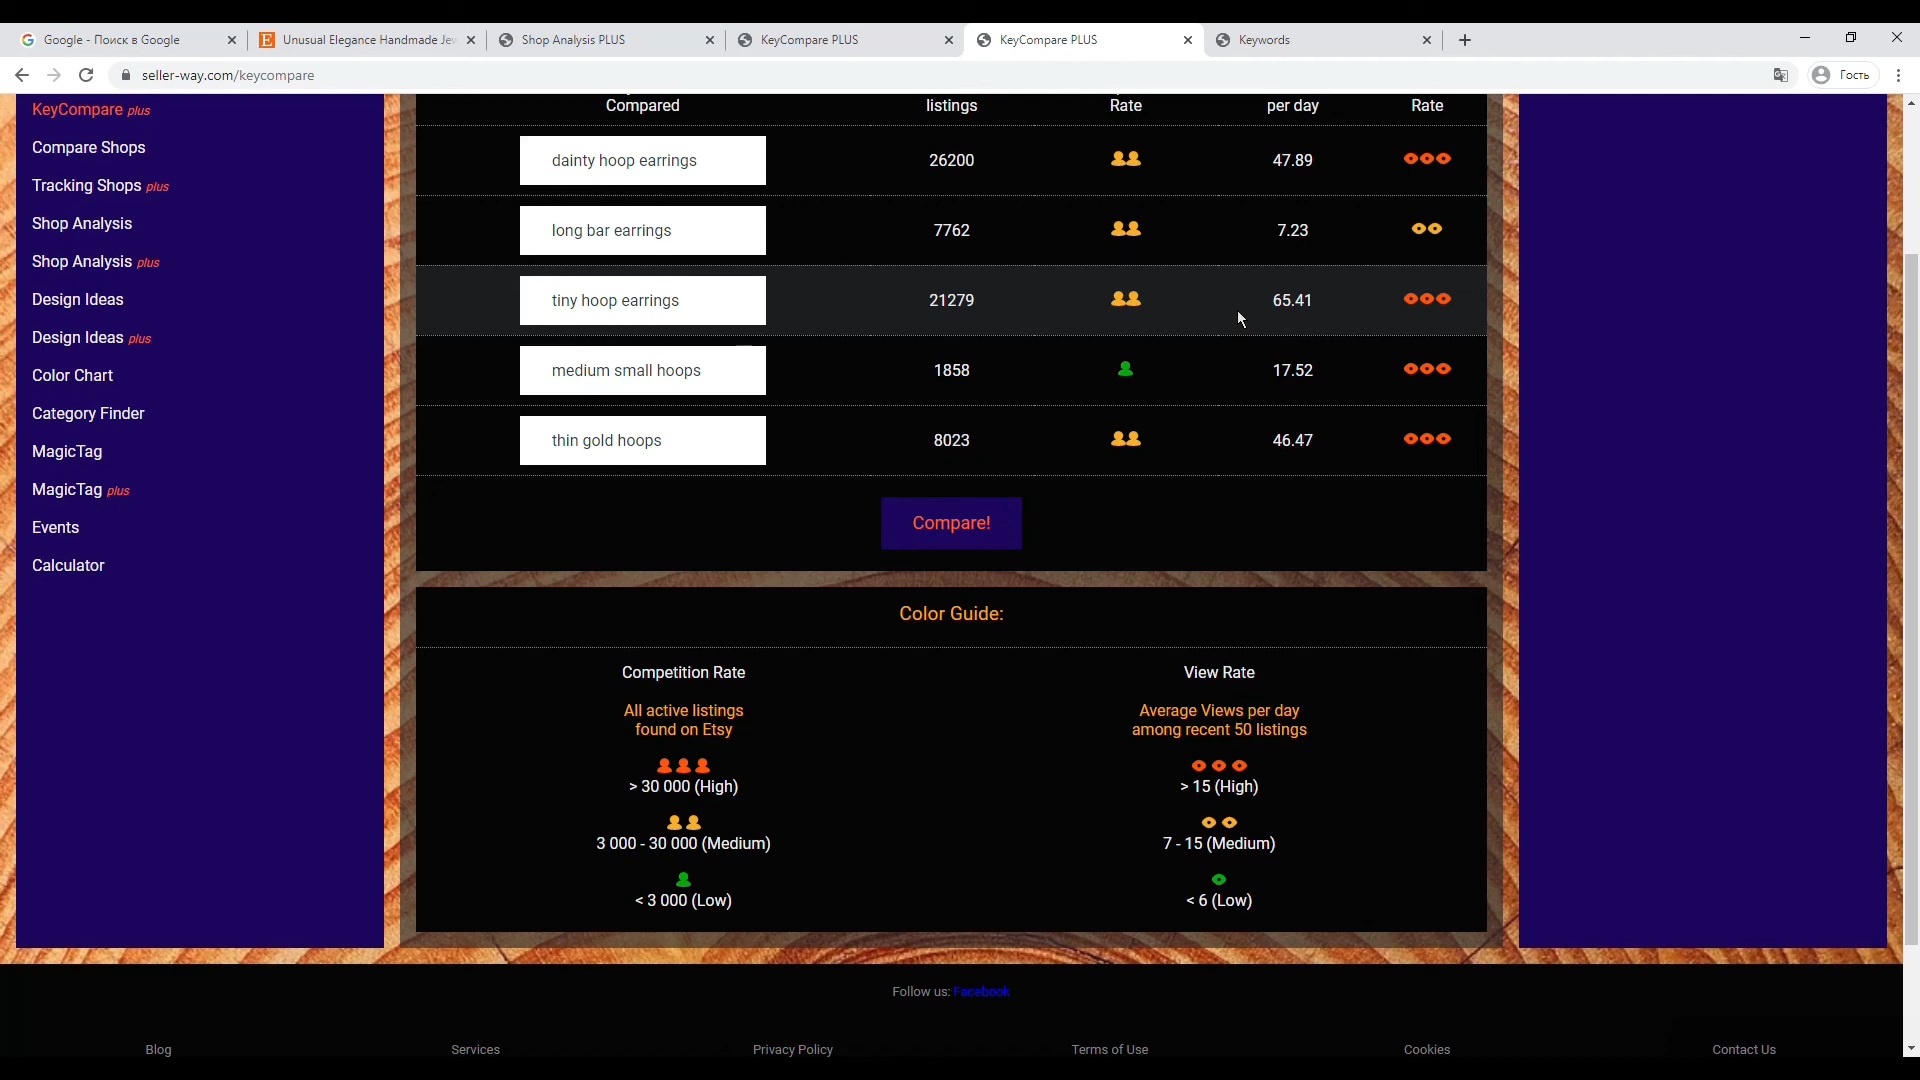 Google - Поиск в Google
Unusual Elegance Handmade Jew
Shop Analysis PLUS
KeyCompare PLUS
KeyCompare PLUS
Keywords
seller-way.com/keycompare
Гость
KeyCompare plus
Compare Shops
Tracking Shops plus
Shop Analysis
Shop Analysis plus
Design Ideas
Design Ideas plus
Color Chart
Category Finder
MagicTag
MagicTag plus
Events
Calculator
Compared listings Rate per day Rate
dainty hoop earrings 26200 47.89
long bar earrings 7762 7.23
tiny hoop earrings 21279 65.41
medium small hoops 1858 17.52
thin gold hoops 8023 46.47
Compare!
Color Guide:
Competition Rate
All active listings
found on Etsy
> 30 000 (High)
3 000 - 30 000 (Medium)
< 3 000 (Low)
View Rate
Average Views per day
among recent 50 listings
> 15 (High)
7 - 15 (Medium)
< 6 (Low)
Follow us: Facebook
Blog
Services
Privacy Policy
Terms of Use
Cookies
Contact Us